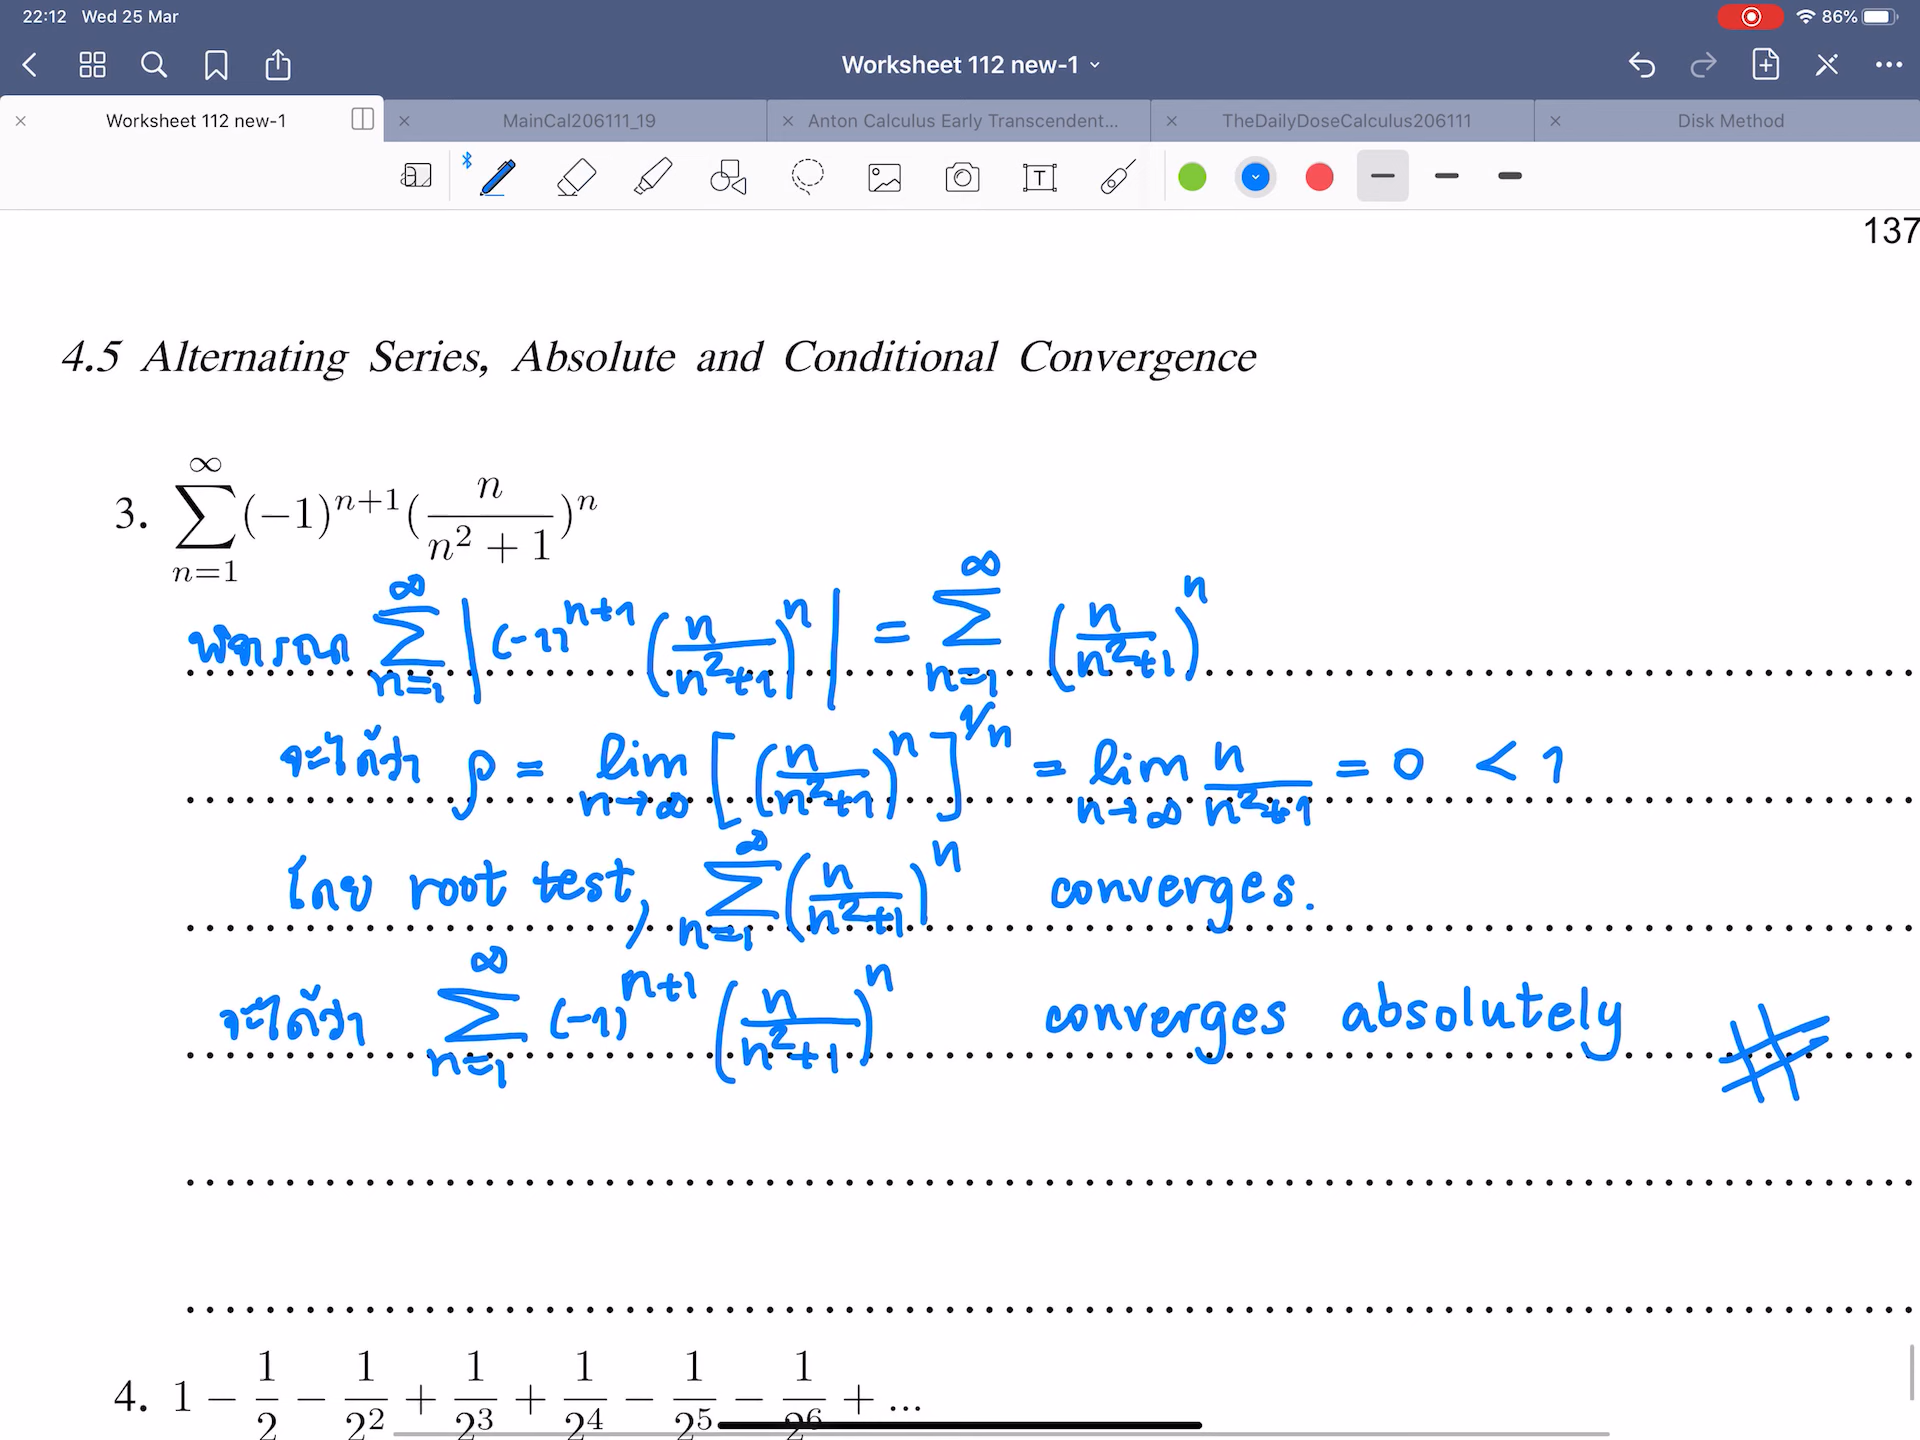 22:12 Wed 25 Mar 86%
Worksheet 112 new-1
Worksheet 112 new-1 MainCal206111_19 Anton Calculus Early Transcendent... TheDailyDoseCalculus206111 Disk Method
137
4.5 Alternating Series, Absolute and Conditional Convergence
3. ∑_{n=1}^{∞} (−1)^{n+1} (n/(n²+1))^n
พิจารณา ∑_{n=1}^{∞} |(-1)^{n+1} (n/(n²+1))^n| = ∑_{n=1}^{∞} (n/(n²+1))^n
จะได้ว่า ρ = lim_{n→∞} [(n/(n²+1))^n]^{1/n} = lim_{n→∞} n/(n²+1) = 0 < 1
โดย root test, ∑_{n=1}^{∞} (n/(n²+1))^n converges.
จะได้ว่า ∑_{n=1}^{∞} (-1)^{n+1} (n/(n²+1))^n converges absolutely #
4. 1 − 1/2 − 1/2² + 1/2³ + 1/2⁴ − 1/2⁵ − 1/2⁶ + ...